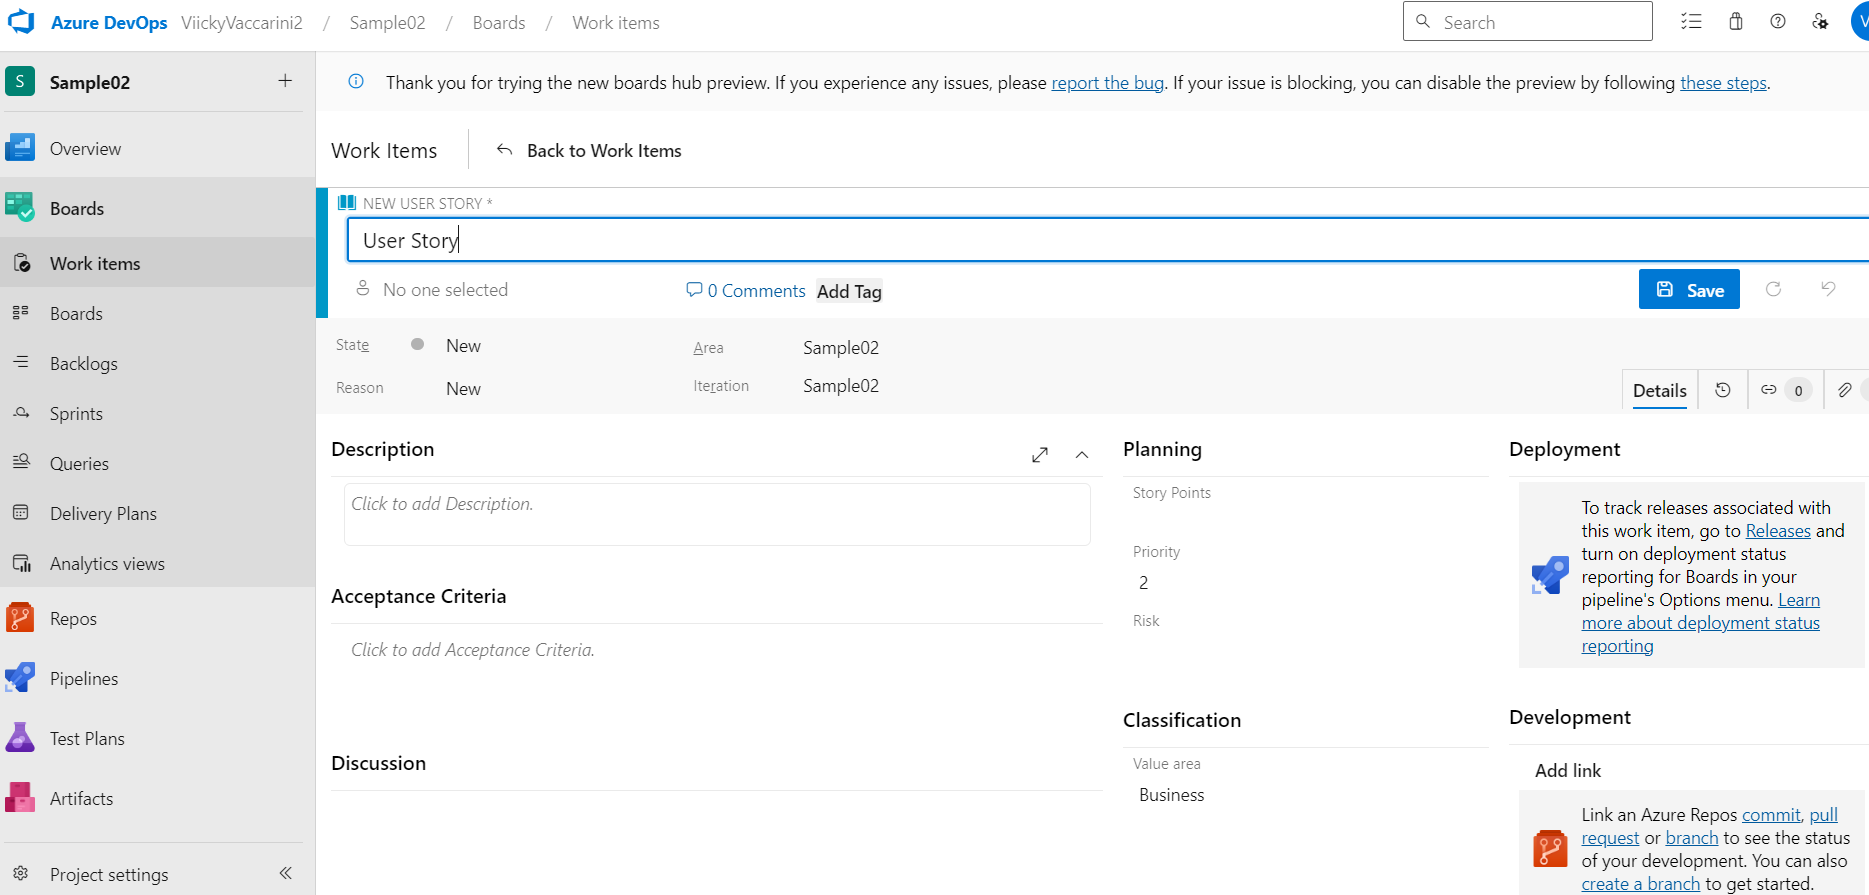 Azure DevOps ViickyVaccarini2 / Sample02 / Boards / Work items
Search
V
S Sample02
Thank you for trying the new boards hub preview. If you experience any issues, please report the bug. If your issue is blocking, you can disable the preview by following these steps.
Overview
Boards
Work items
Boards
Backlogs
Sprints
Queries
Delivery Plans
Analytics views
Repos
Pipelines
Test Plans
Artifacts
Project settings
Work Items
Back to Work Items
NEW USER STORY *
User Story
No one selected
0 Comments
Add Tag
Save
State
New
Area
Sample02
Reason
New
Iteration
Sample02
Details
0
Description
Click to add Description.
Acceptance Criteria
Click to add Acceptance Criteria.
Discussion
Planning
Story Points
Priority
2
Risk
Classification
Value area
Business
Deployment
To track releases associated with
this work item, go to Releases and
turn on deployment status
reporting for Boards in your
pipeline's Options menu. Learn
more about deployment status
reporting
Development
Add link
Link an Azure Repos commit, pull
request or branch to see the status
of your development. You can also
create a branch to get started.